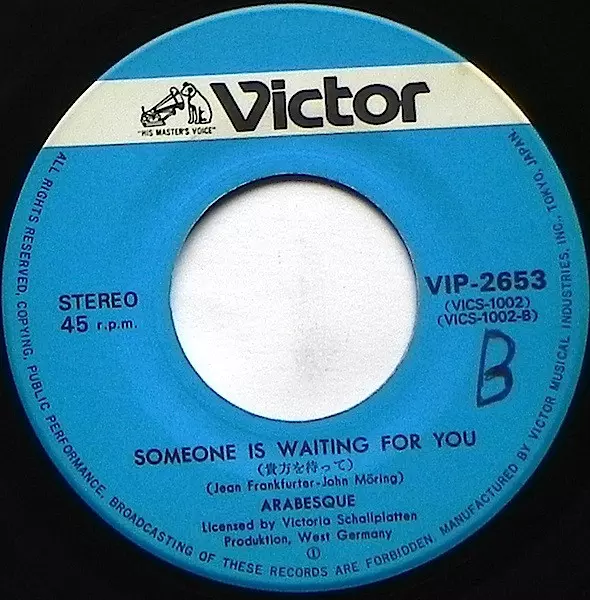 "HIS MASTER'S VOICE"
Victor
STEREO
45 r.p.m.
VIP-2653
(VICS-1002)
(VICS-1002-B)
B
SOMEONE IS WAITING FOR YOU
(貴方を待って)
(Jean Frankfurter-John Möring)
ARABESQUE
Licensed by Victoria Schallplatten
Produktion, West Germany
①
ALL RIGHTS RESERVED, COPYING, PUBLIC PERFORMANCE, BROADCASTING OF THESE RECORDS ARE FORBIDDEN. MANUFACTURED BY VICTOR MUSICAL INDUSTRIES, INC., TOKYO, JAPAN.